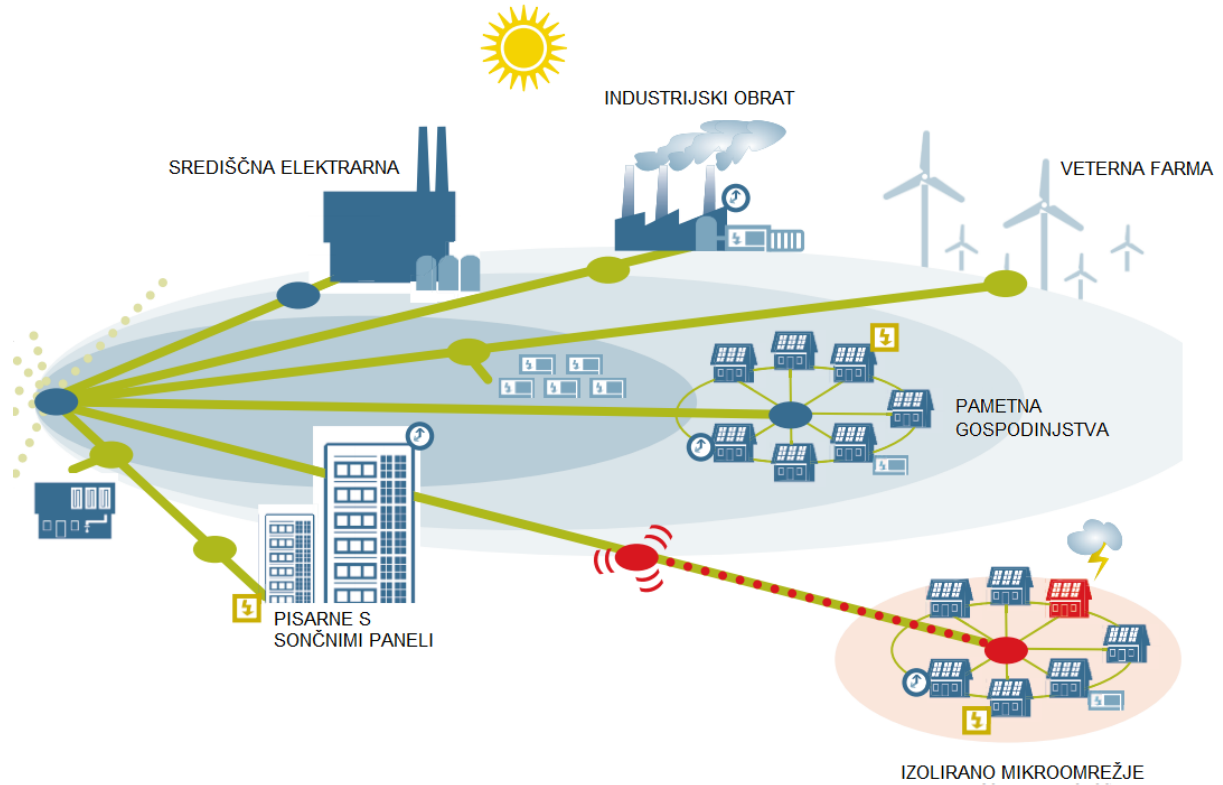 INDUSTRIJSKI OBRAT
SREDIŠČNA ELEKTRARNA
VETERNA FARMA
PAMETNA
GOSPODINJSTVA
PISARNE S
SONČNIMI PANELI
IZOLIRANO MIKROOMREŽJE